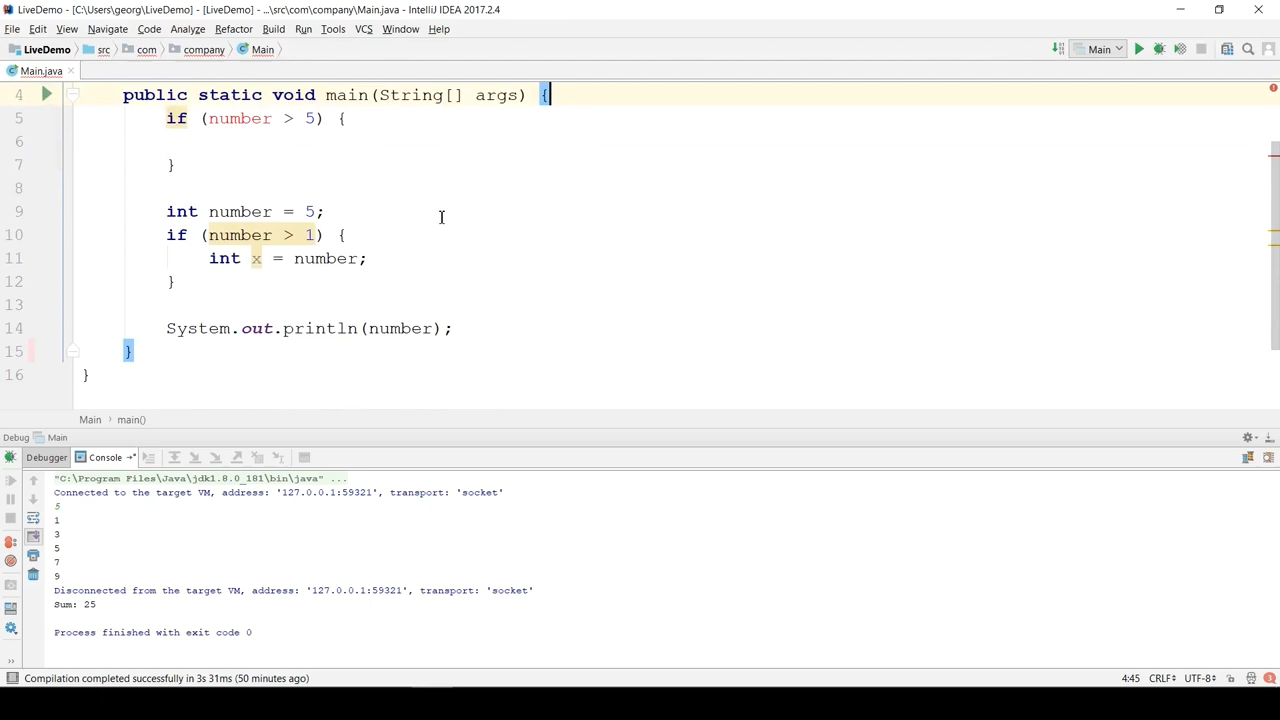 LiveDemo - [C:\Users\georg\LiveDemo] - [LiveDemo] - ...\src\com\company\Main.java - IntelliJ IDEA 2017.2.4
File Edit View Navigate Code Analyze Refactor Build Run Tools VCS Window Help
LiveDemo src com company Main Main
Main.java
4 public static void main(String[] args) {
5 if (number > 5) {
6
7 }
8
9 int number = 5;
10 if (number > 1) {
11 int x = number;
12 }
13
14 System.out.println(number);
15 }
16 }
Main main()
Debug Main
Debugger Console
"C:\Program Files\Java\jdk1.8.0_181\bin\java" ...
Connected to the target VM, address: '127.0.0.1:59321', transport: 'socket'
5
1
3
5
7
9
Disconnected from the target VM, address: '127.0.0.1:59321', transport: 'socket'
Sum: 25
Process finished with exit code 0
Compilation completed successfully in 3s 31ms (50 minutes ago) 4:45 CRLF UTF-8